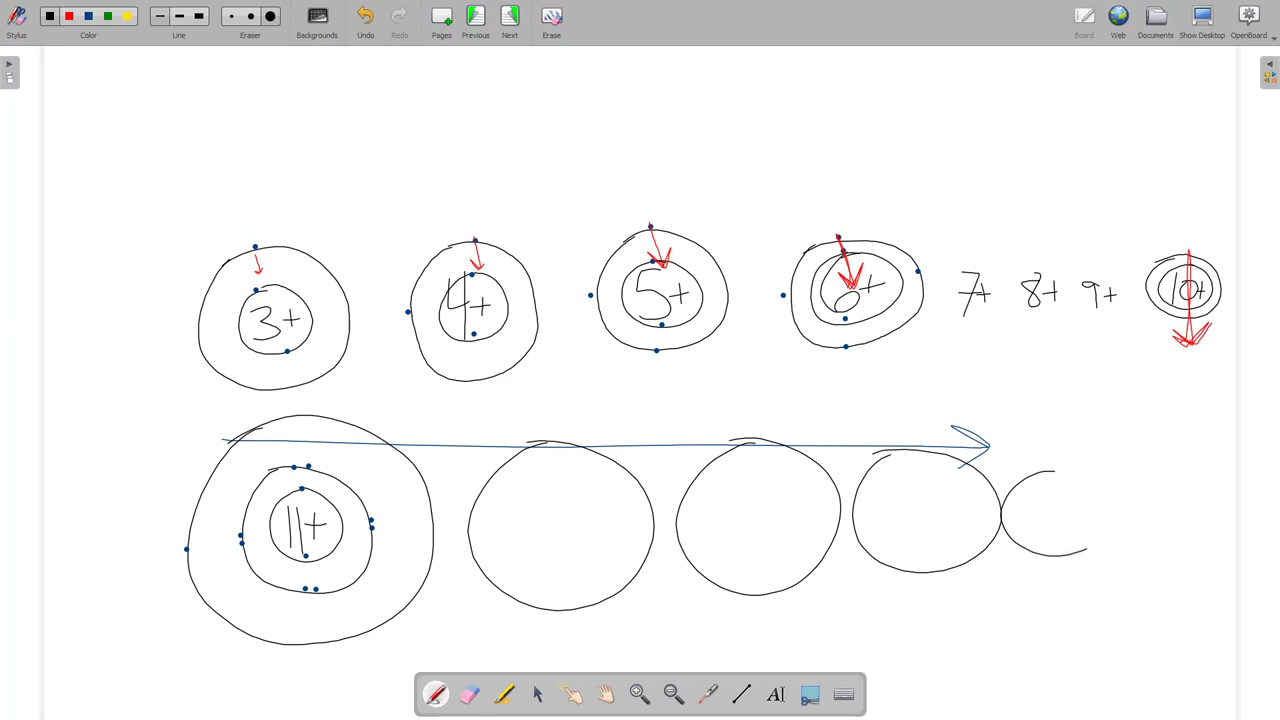 Stylus Color Line Eraser Backgrounds Undo Redo Pages Previous Next Erase Board Web Documents Show Desktop OpenBoard
3+ 4+ 5+ 6+ 7+ 8+ 9+ 10+
11+
AI